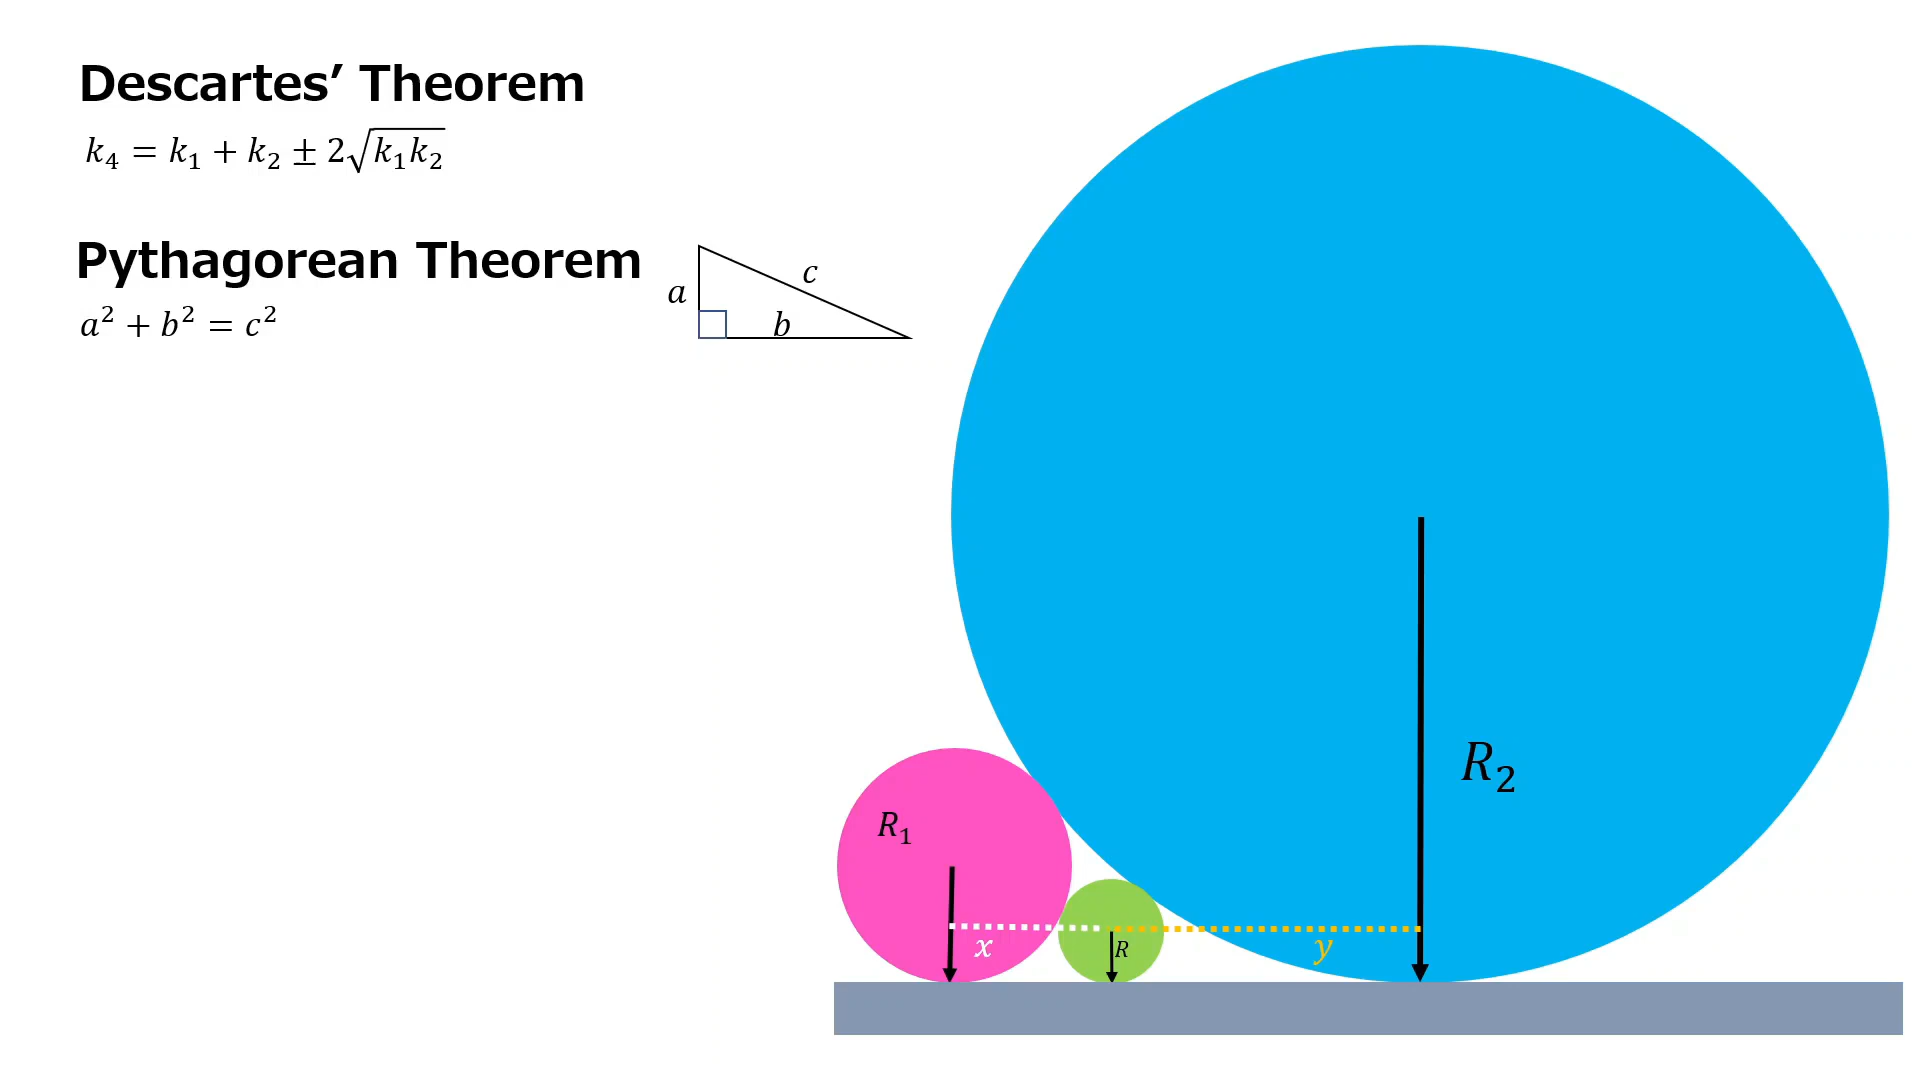 Descartes’ Theorem
k₄ = k₁ + k₂ ± 2√k₁k₂
Pythagorean Theorem
a² + b² = c²
a
c
b
R₂
R₁
x
R
y